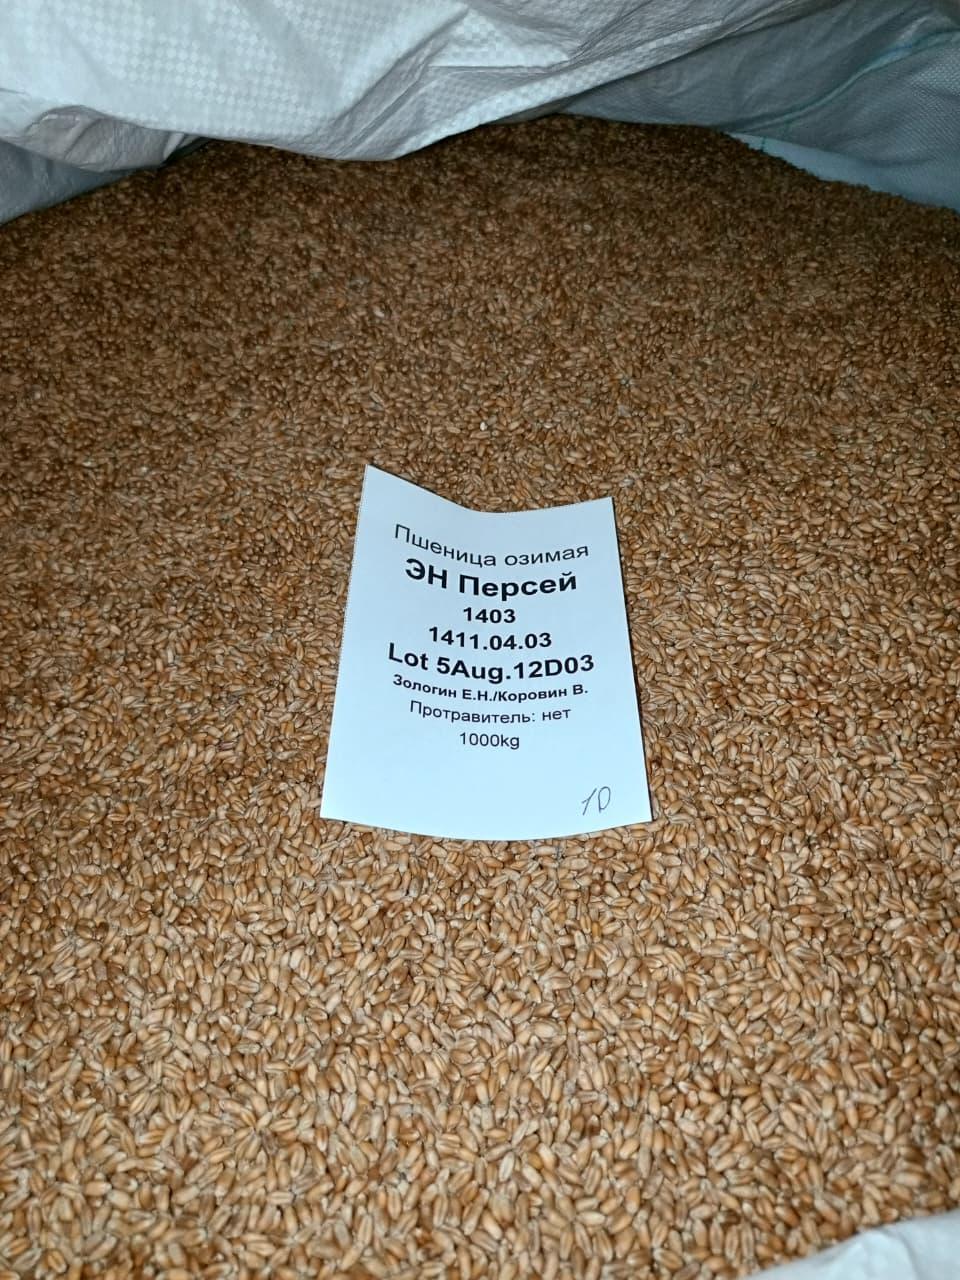 Пшеница озимая
ЭН Персей
1403
1411.04.03
Lot 5Aug.12D03
Зологин Е.Н./Коровин В.
Протравитель: нет
1000kg
10